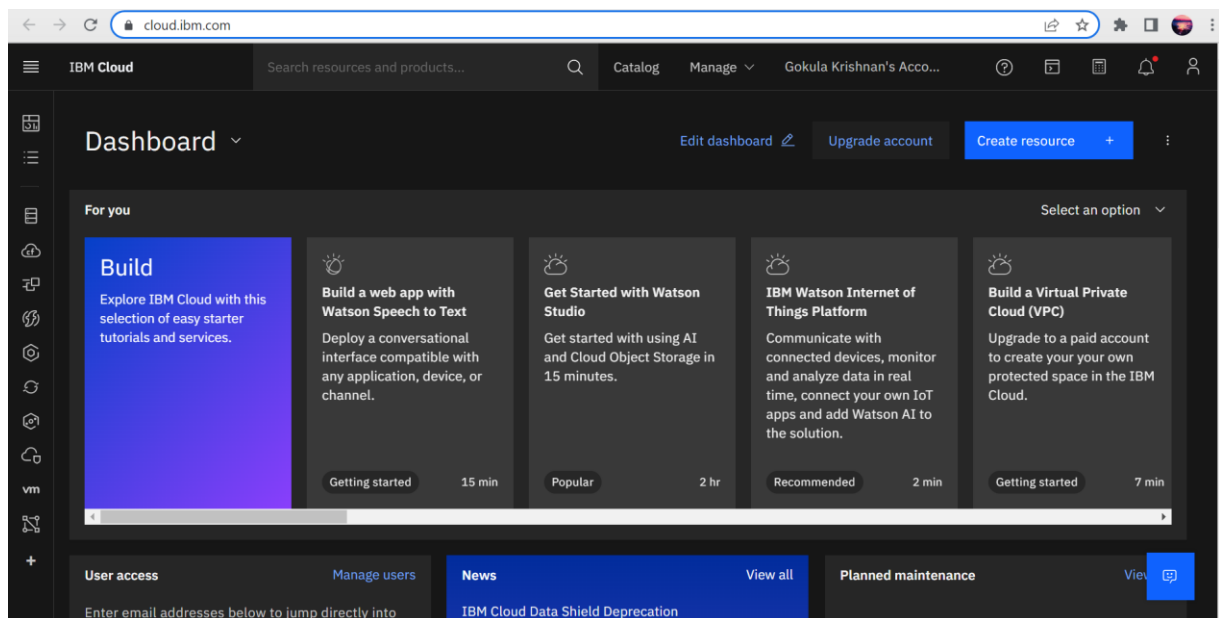 cloud.ibm.com
IBM Cloud
Search resources and products...
Catalog
Manage
Gokula Krishnan's Acco...
Dashboard
Edit dashboard
Upgrade account
Create resource +
For you
Select an option
Build
Explore IBM Cloud with this
selection of easy starter
tutorials and services.
Build a web app with
Watson Speech to Text
Deploy a conversational
interface compatible with
any application, device, or
channel.
Getting started
15 min
Get Started with Watson
Studio
Get started with using AI
and Cloud Object Storage in
15 minutes.
Popular
2 hr
IBM Watson Internet of
Things Platform
Communicate with
connected devices, monitor
and analyze data in real
time, connect your own IoT
apps and add Watson AI to
the solution.
Recommended
2 min
Build a Virtual Private
Cloud (VPC)
Upgrade to a paid account
to create your your own
protected space in the IBM
Cloud.
Getting started
7 min
vm
User access
Manage users
Enter email addresses below to jump directly into
News
View all
IBM Cloud Data Shield Deprecation
Planned maintenance